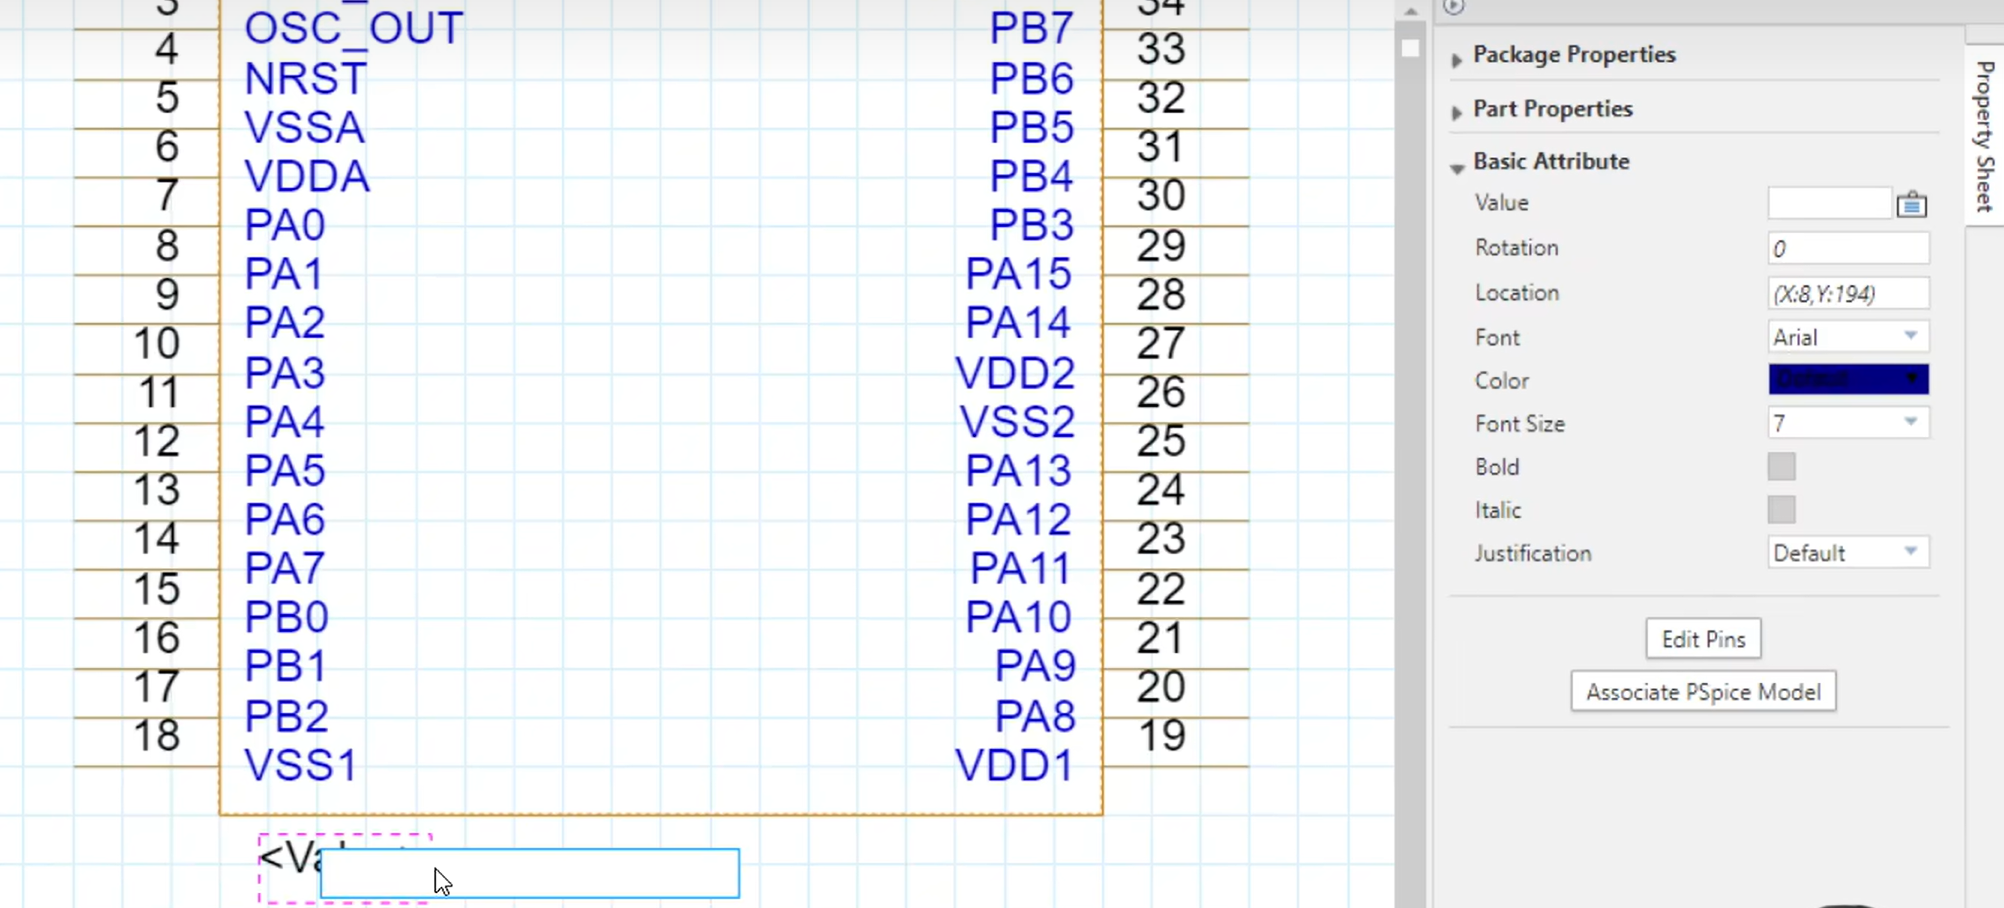 3
OSC_OUT
4
NRST
5
VSSA
6
VDDA
7
PA0
8
PA1
9
PA2
10
PA3
11
PA4
12
PA5
13
PA6
14
PA7
15
PB0
16
PB1
17
PB2
18
VSS1
34
PB7
33
PB6
32
PB5
31
PB4
30
PB3
29
PA15
28
PA14
27
VDD2
26
VSS2
25
PA13
24
PA12
23
PA11
22
PA10
21
PA9
20
PA8
19
VDD1
<Va
Package Properties
Part Properties
Basic Attribute
Value
Rotation 0
Location (X:8,Y:194)
Font Arial
Color Default
Font Size 7
Bold
Italic
Justification Default
Edit Pins
Associate PSpice Model
Property Sheet